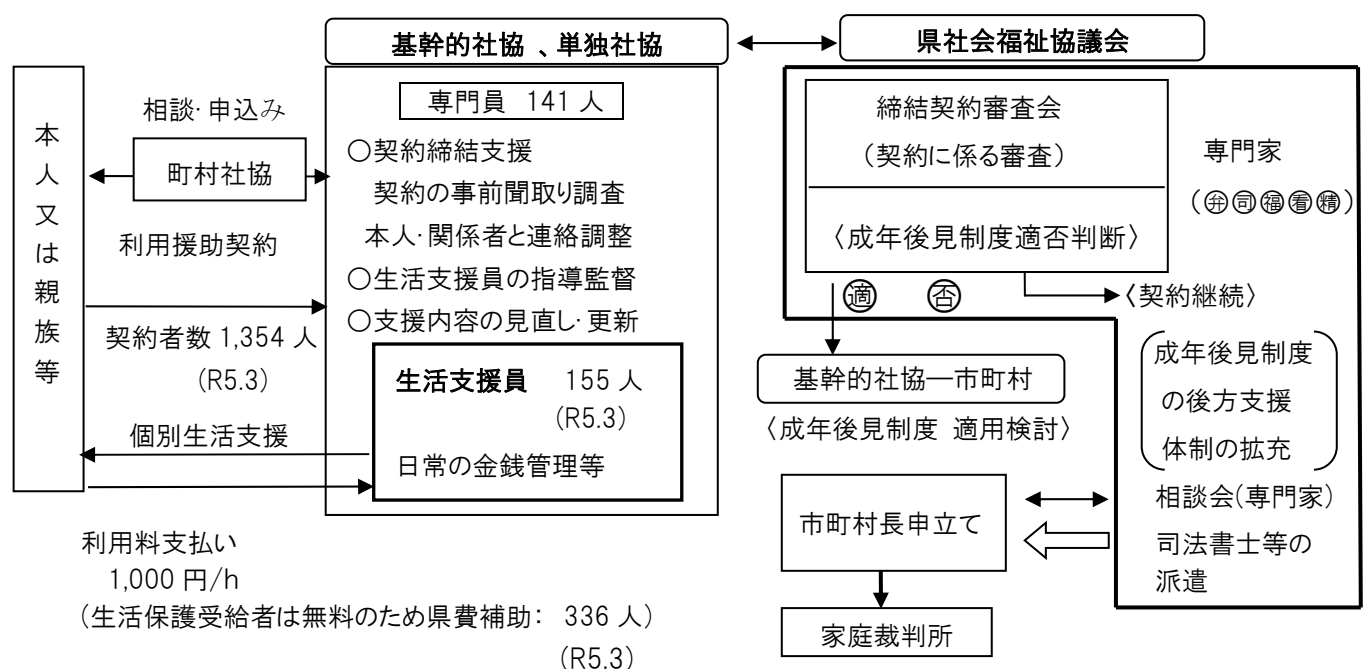 基幹的社協 、単独社協
県社会福祉協議会
本人又は親族等
相談・申込み
町村社協
利用援助契約
契約者数 1,354 人
(R5.3)
個別生活支援
専門員 141 人
○契約締結支援
契約の事前聞取り調査
本人・関係者と連絡調整
○生活支援員の指導監督
○支援内容の見直し・更新
生活支援員 155 人
(R5.3)
日常の金銭管理等
利用料支払い
1,000 円/h
(生活保護受給者は無料のため県費補助: 336 人)
(R5.3)
締結契約審査会
(契約に係る審査)
〈成年後見制度適否判断〉
専門家
(弁司福看精)
適 否
〈契約継続〉
基幹的社協―市町村
〈成年後見制度 適用検討〉
成年後見制度
の後方支援
体制の拡充
相談会(専門家)
司法書士等の
派遣
市町村長申立て
家庭裁判所